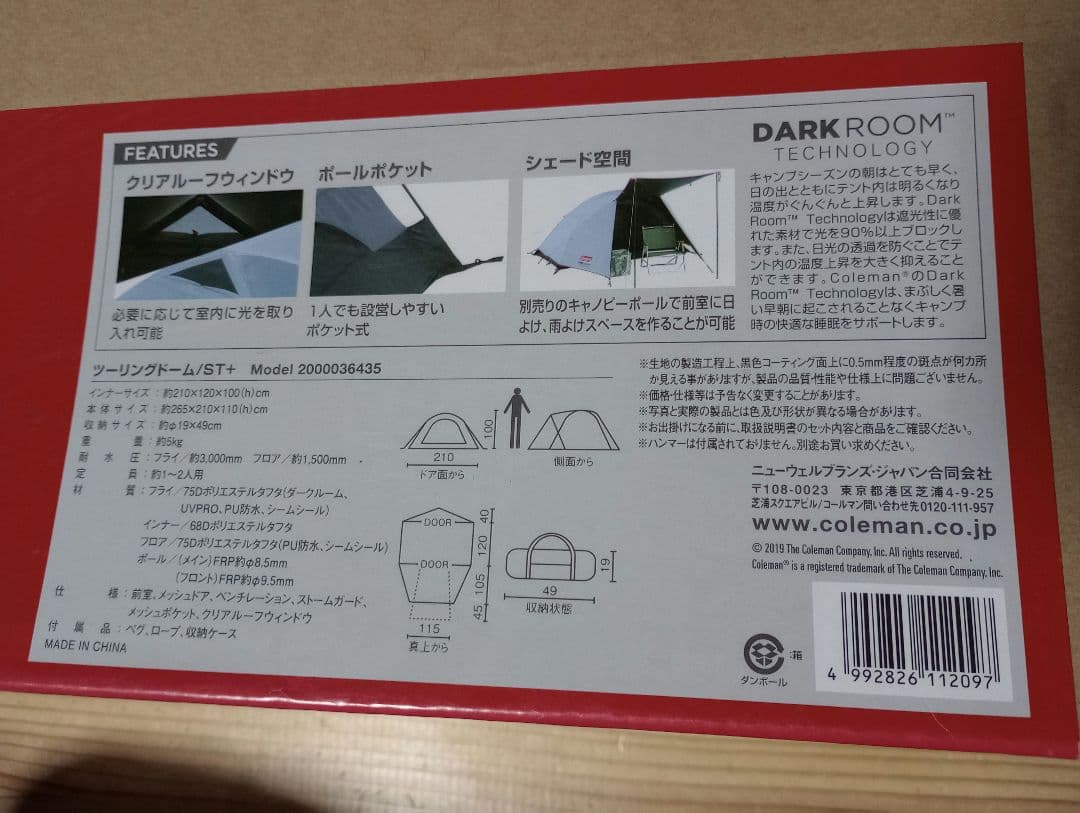 FEATURES
クリアルーフウィンドウ
必要に応じて室内に光を取り
入れ可能
ポールポケット
1人でも設営しやすい
ポケット式
シェード空間
別売りのキャノピーポールで前室に日
よけ、雨よけスペースを作ることが可能
DARKROOM™
TECHNOLOGY
キャンプシーズンの朝はとても早く、
日の出とともにテント内は明るくなり
温度がぐんぐんと上昇します。Dark
Room™ Technologyは遮光性に優
れた素材で光を90%以上ブロックし
ます。また、日光の透過を防ぐことでテ
ント内の温度上昇を大きく抑えること
ができます。Coleman®のDark
Room™ Technologyは、まぶしく暑
い早朝に起こされることなくキャンプ
時の快適な睡眠をサポートします。
ツーリングドーム/ST+ Model 2000036435
インナーサイズ：約210×120×100(h)cm
本体サイズ：約265×210×110(h)cm
収納サイズ：約φ19×49cm
重量：約5kg
耐水圧：フライ/約3,000mm フロア/約1,500mm
定員：約1〜2人用
材質：フライ/75Dポリエステルタフタ(ダークルーム、
UVPRO、PU防水、シームシール)
インナー/68Dポリエステルタフタ
フロア/75Dポリエステルタフタ(PU防水、シームシール)
ポール/(メイン)FRP約φ8.5mm
(フロント)FRP約φ9.5mm
仕様：前室、メッシュドア、ベンチレーション、ストームガード、
メッシュポケット、クリアルーフウィンドウ
付属品：ペグ、ロープ、収納ケース
MADE IN CHINA
100
210
ドア面から
側面から
DOOR
DOOR
40
120
105
45
115
真上から
19
49
収納状態
※生地の製造工程上、黒色コーティング面上に0.5mm程度の斑点が何カ所
か見える事がありますが、製品の品質・性能や仕様上に問題ございません。
※価格・仕様等は予告なく変更することがあります。
※写真と実際の製品とは色及び形状が異なる場合があります。
※お出掛けになる前に、取扱説明書のセット内容と商品をご確認ください。
※ハンマーは付属されておりません。別途お買い求めください。
ニューウェルブランズ・ジャパン合同会社
〒108-0023 東京都港区芝浦4-9-25
芝浦スクエアビル/コールマン問い合わせ先0120-111-957
www.coleman.co.jp
© 2019 The Coleman Company, Inc. All rights reserved.
Coleman® is a registered trademark of The Coleman Company, Inc.
:箱
ダンボール
4 992826 112097